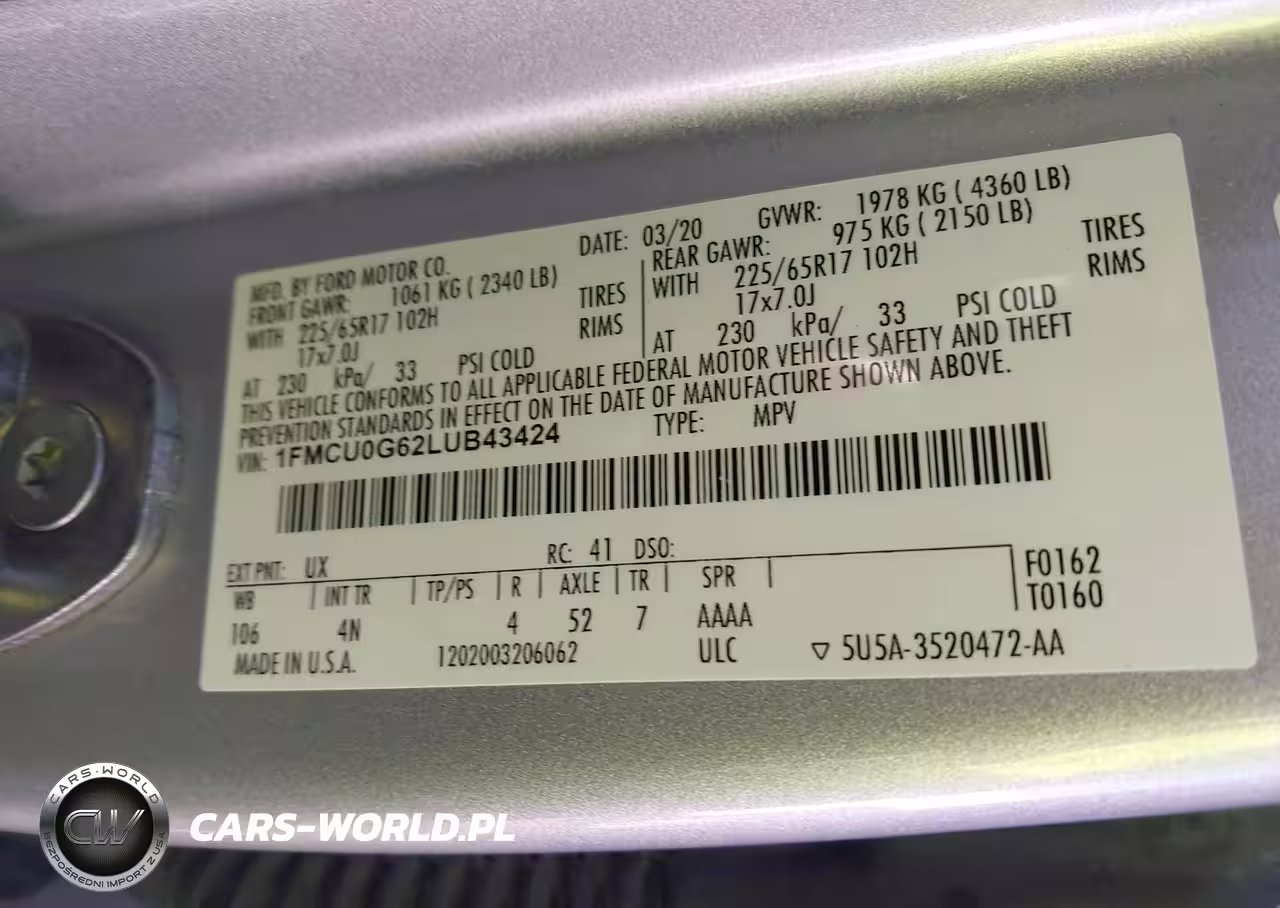 MFD. BY FORD MOTOR CO.
DATE: 03/20 GVWR: 1978 KG ( 4360 LB)
FRONT GAWR: 1061 KG ( 2340 LB)
WITH 225/65R17 102H TIRES
17x7.0J RIMS
AT 230 kPa/ 33 PSI COLD
REAR GAWR: 975 KG ( 2150 LB)
WITH 225/65R17 102H TIRES
17x7.0J RIMS
AT 230 kPa/ 33 PSI COLD
THIS VEHICLE CONFORMS TO ALL APPLICABLE FEDERAL MOTOR VEHICLE SAFETY AND THEFT
PREVENTION STANDARDS IN EFFECT ON THE DATE OF MANUFACTURE SHOWN ABOVE.
VIN: 1FMCU0G62LUB43424 TYPE: MPV
EXT PNT: UX RC: 41 DSO:
WB INT TR TP/PS R AXLE TR SPR
106 4N 4 52 7 AAAA
F0162
T0160
MADE IN U.S.A. 1202003206062 ULC ▽ 5U5A-3520472-AA
CARS-WORLD
CW
BEZPOŚREDNI IMPORT Z USA
CARS-WORLD.PL